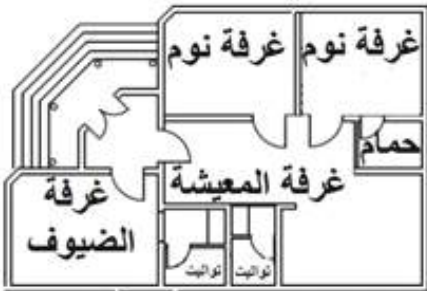 غرفة نوم
غرفة نوم
حمام
غرفة المعيشة
غرفة
الضيوف
تواليت
تواليت